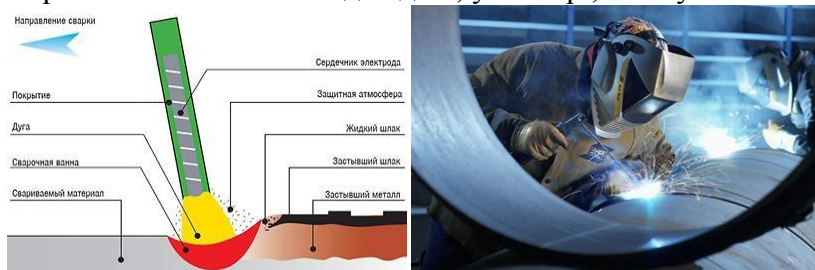 Направление сварки
Сердечник электрода
Покрытие
Защитная атмосфера
Дуга
Жидкий шлак
Сварочная ванна
Застывший шлак
Свариваемый материал
Застывший металл